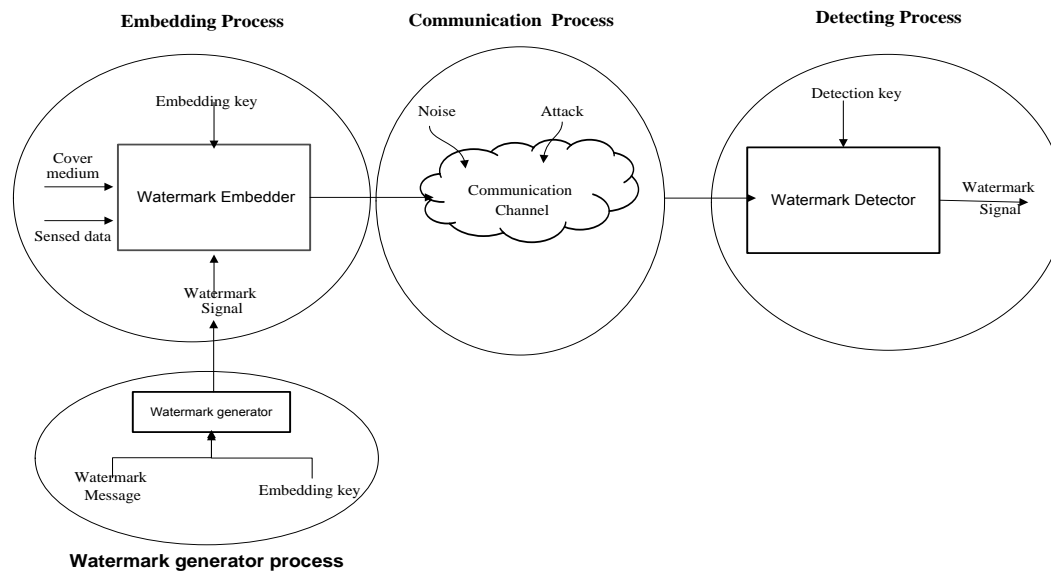 Embedding Process
Communication Process
Detecting Process
Embedding key
Cover
medium
Watermark Embedder
Sensed data
Watermark
Signal
Noise
Attack
Communication
Channel
Detection key
Watermark Detector
Watermark
Signal
Watermark generator
Watermark
Message
Embedding key
Watermark generator process